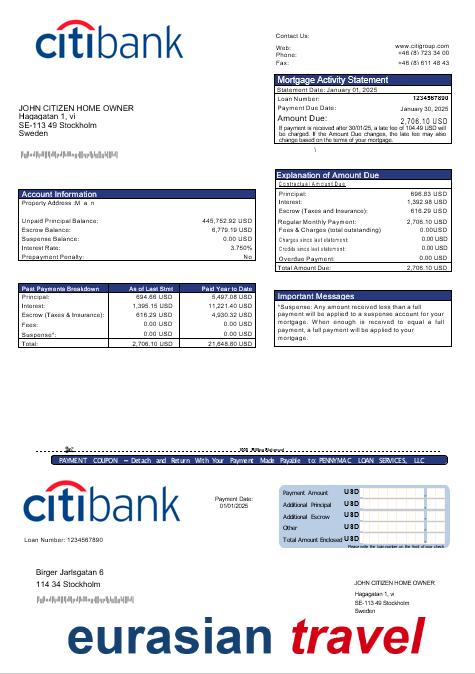 citibank
Contact Us:
Web: www.citigroup.com
Phone: +46 (8) 723 34 00
Fax: +46 (8) 611 48 43
Mortgage Activity Statement
Statement Date: January 01, 2025
Loan Number: 1234567890
Payment Due Date: January 30, 2025
Amount Due: 2,706.10 USD
If payment is received after 30/01/25, a late fee of 104.49 USD will
be charged. If the Amount Due changes, the late fee may also
change based on the terms of your mortgage.
JOHN CITIZEN HOME OWNER
Hagagatan 1, vi
SE-113 49 Stockholm
Sweden
Account Information
Property Address :M a n
Unpaid Principal Balance: 445,752.92 USD
Escrow Balance: 6,779.19 USD
Suspense Balance: 0.00 USD
Interest Rate: 3.750%
Prepayment Penalty: No
Explanation of Amount Due
Contractual Amount Due
Principal: 696.83 USD
Interest: 1,392.98 USD
Escrow (Taxes and Insurance): 616.29 USD
Regular Monthly Payment: 2,706.10 USD
Fees & Charges (total outstanding) 0.00USD
Charges since last statement: 0.00 USD
Credits since last statement: 0.00 USD
Overdue Payment: 0.00 USD
Total Amount Due: 2,706.10 USD
Past Payments Breakdown As of Last Stmt Paid Year to Date
Principal: 694.66 USD 5,497.08 USD
Interest: 1,395.15 USD 11,221.40 USD
Escrow (Taxes & Insurance): 616.29 USD 4,930.32 USD
Fees: 0.00 USD 0.00 USD
Suspense*: 0.00 USD 0.00 USD
Total: 2,706.10 USD 21,648.80 USD
Important Messages
*Suspense: Any amount received less than a full
payment will be applied to a suspense account for your
mortgage. When enough is received to equal a full
payment, a full payment will be applied to your
mortgage.
PAYMENT COUPON – Detach and Return With Your Payment Made Payable to: PENNYMAC LOAN SERVICES, LLC
citibank
Payment Date:
01/01/2025
Payment Amount USD
Additional Principal USD
Additional Escrow USD
Other USD
Total Amount Enclosed USD
Please write the loan number on the front of your check
Loan Number: 1234567890
Birger Jarlsgatan 6
114 34 Stockholm
JOHN CITIZEN HOME OWNER
Hagagatan 1, vi
SE-113 49 Stockholm
Sweden
eurasian travel